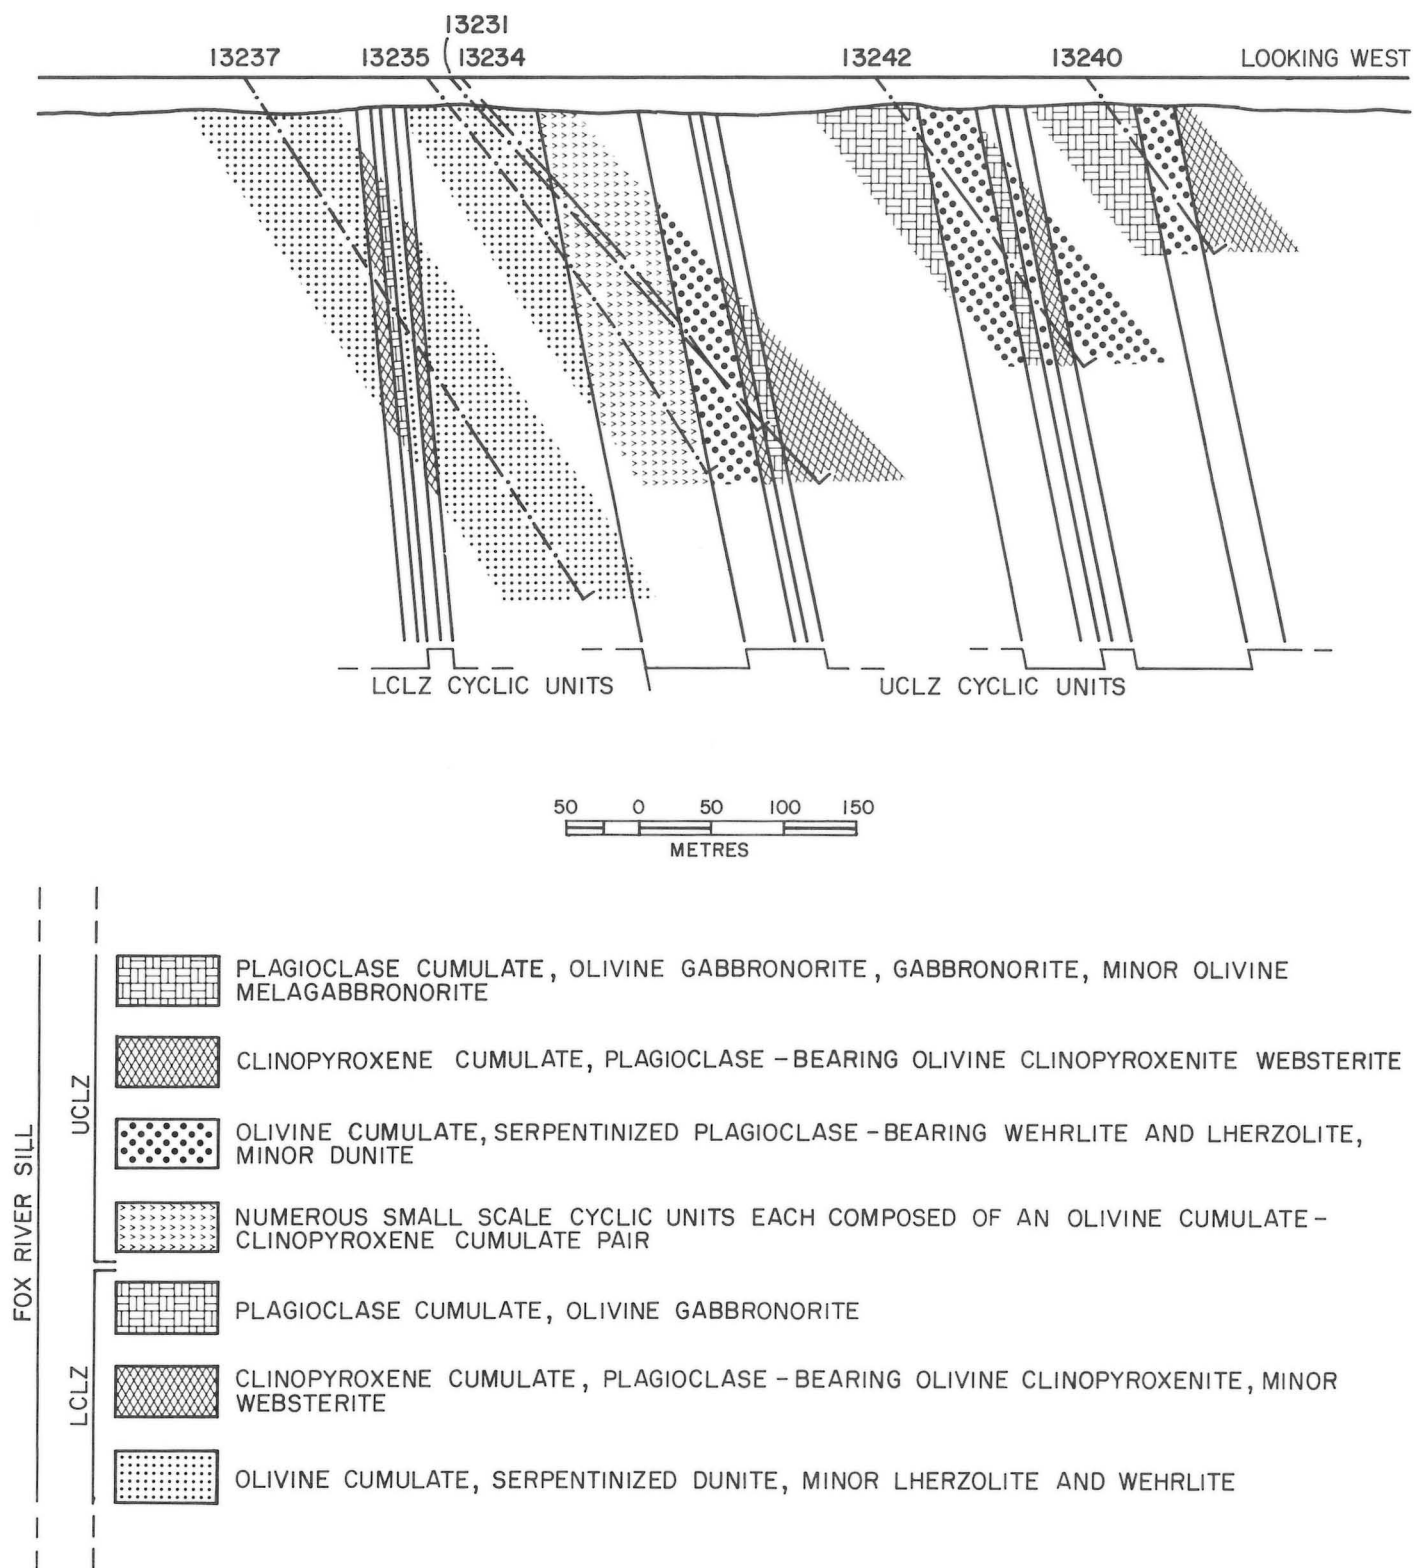 13231
13237
13235
13234
13242
13240
LOOKING WEST
LCLZ CYCLIC UNITS
UCLZ CYCLIC UNITS
50 0 50 100 150
METRES
FOX RIVER SILL
UCLZ
PLAGIOCLASE CUMULATE, OLIVINE GABBRONORITE, GABBRONORITE, MINOR OLIVINE
MELAGABBRONORITE
CLINOPYROXENE CUMULATE, PLAGIOCLASE-BEARING OLIVINE CLINOPYROXENITE WEBSTERITE
OLIVINE CUMULATE, SERPENTINIZED PLAGIOCLASE-BEARING WEHRLITE AND LHERZOLITE,
MINOR DUNITE
NUMEROUS SMALL SCALE CYCLIC UNITS EACH COMPOSED OF AN OLIVINE CUMULATE-
CLINOPYROXENE CUMULATE PAIR
LCLZ
PLAGIOCLASE CUMULATE, OLIVINE GABBRONORITE
CLINOPYROXENE CUMULATE, PLAGIOCLASE-BEARING OLIVINE CLINOPYROXENITE, MINOR
WEBSTERITE
OLIVINE CUMULATE, SERPENTINIZED DUNITE, MINOR LHERZOLITE AND WEHRLITE